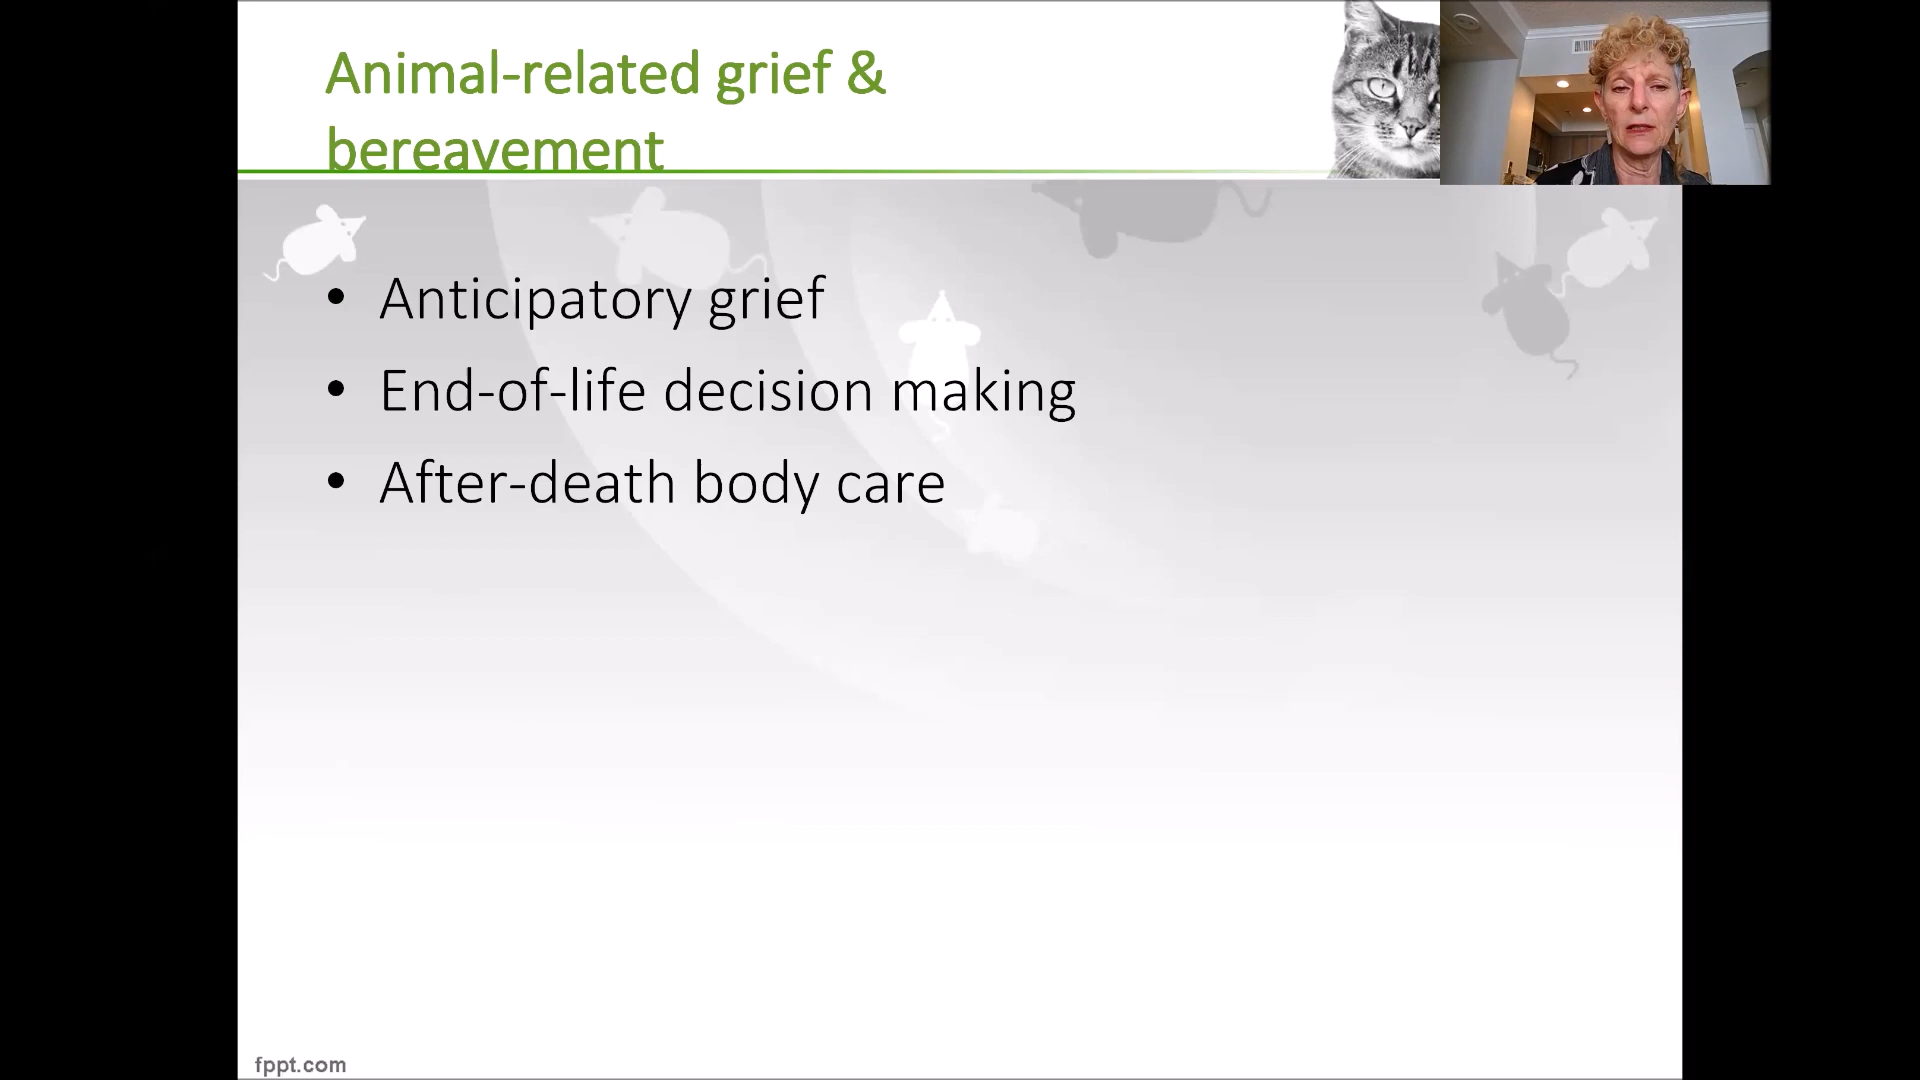 Animal-related grief &
bereavement
• Anticipatory grief
• End-of-life decision making
• After-death body care
fppt.com